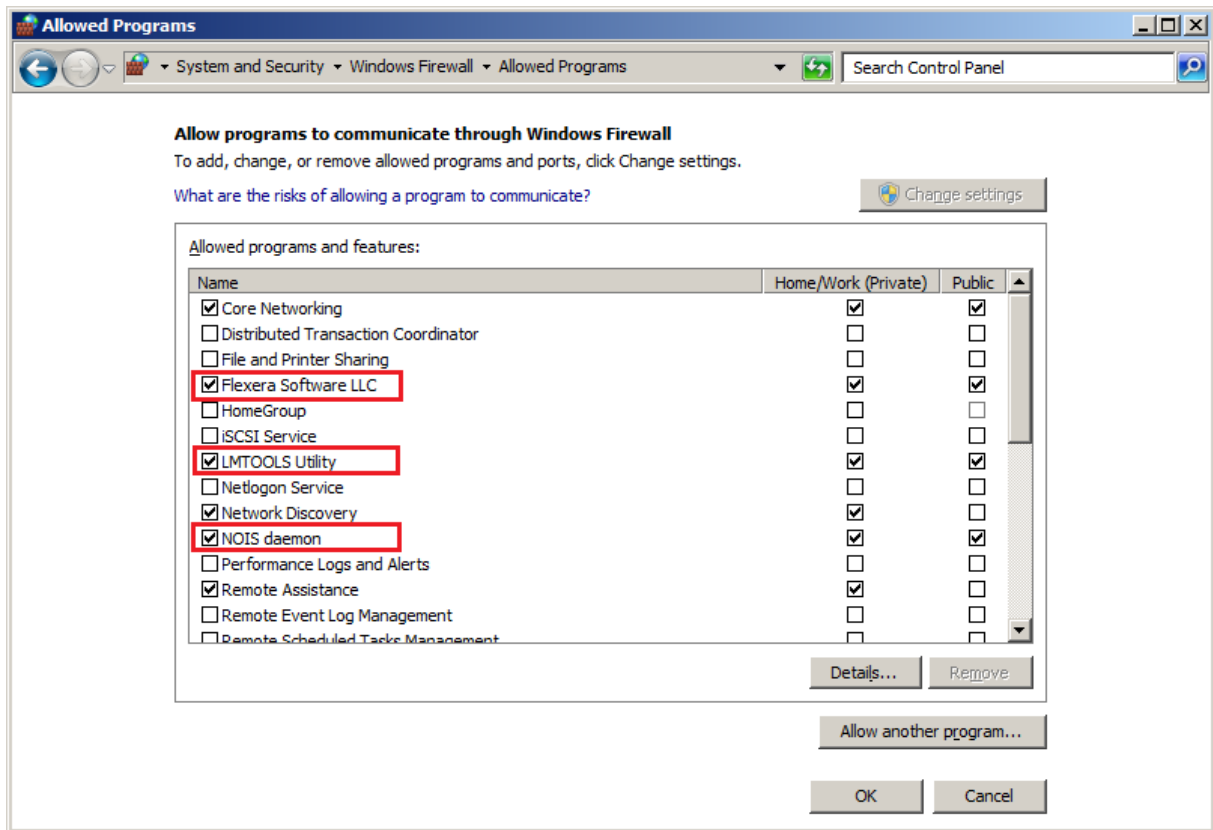 Allowed Programs
System and Security Windows Firewall Allowed Programs Search Control Panel
Allow programs to communicate through Windows Firewall
To add, change, or remove allowed programs and ports, click Change settings.
What are the risks of allowing a program to communicate? Change settings
Allowed programs and features:
Name Home/Work (Private) Public
Core Networking
Distributed Transaction Coordinator
File and Printer Sharing
Flexera Software LLC
HomeGroup
iSCSI Service
LMTOOLS Utility
Netlogon Service
Network Discovery
NOIS daemon
Performance Logs and Alerts
Remote Assistance
Remote Event Log Management
Remote Scheduled Tasks Management
Details... Remove
Allow another program...
OK Cancel